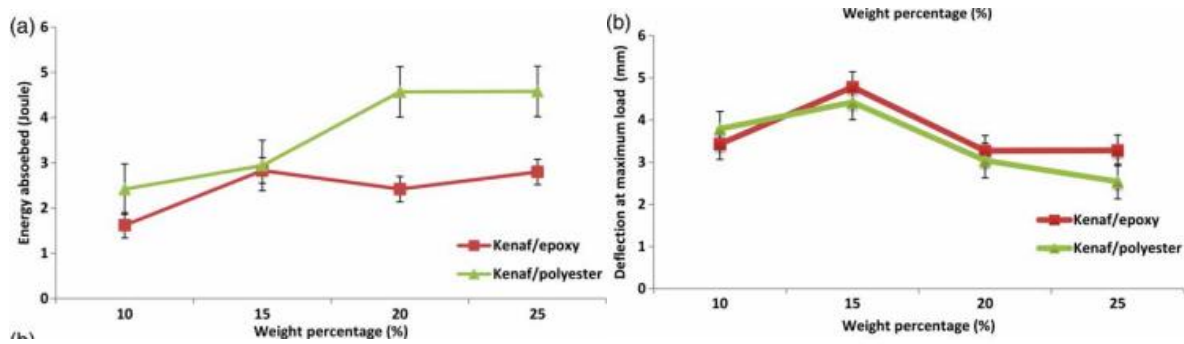 (a)
6
5
4
3
2
1
0
Energy absoebed (Joule)
10 15 20 25
Weight percentage (%)
Kenaf/epoxy
Kenaf/polyester
(b)
Weight percentage (%)
(b)
6
5
4
3
2
1
0
Deflection at maximum load (mm)
10 15 20 25
Weight percentage (%)
Kenaf/epoxy
Kenaf/polyester